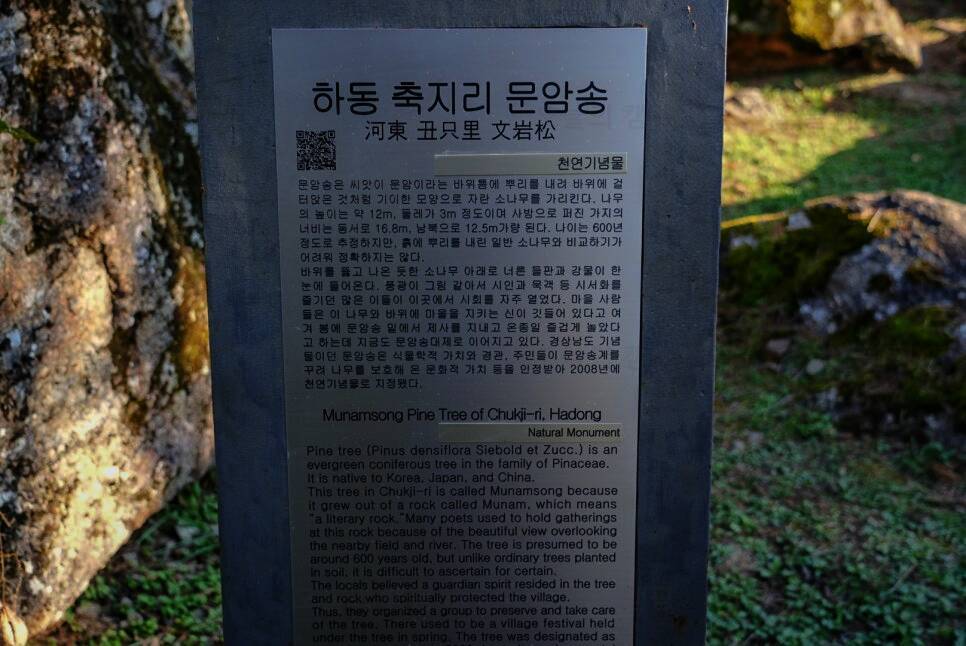 하동 축지리 문암송
河東 丑只里 文岩松
천연기념물
문암송은 씨앗이 문암이라는 바위틈에 뿌리를 내려 바위에 걸
터앉은 것처럼 기이한 모양으로 자란 소나무를 가리킨다. 나무
의 높이는 약 12m, 둘레가 3m 정도이며 사방으로 퍼진 가지의
너비는 동서로 16.8m, 남북으로 12.5m가량 된다. 나이는 600년
정도로 추정하지만, 흙에 뿌리를 내린 일반 소나무와 비교하기가
어려워 정확하지는 않다.
바위를 뚫고 나온 듯한 소나무 아래로 너른 들판과 강물이 한
눈에 들어온다. 풍광이 그림 같아서 시인과 묵객 등 시서화를
즐기던 많은 이들이 이곳에서 시회를 자주 열었다. 마을 사람
들은 이 나무와 바위에 마을을 지키는 신이 깃들어 있다고 여
겨 봄에 문암송 밑에서 제사를 지내고 온종일 즐겁게 놀았다
고 하는데 지금도 문암송대제로 이어지고 있다. 경상남도 기념
물이던 문암송은 식물학적 가치와 경관, 주민들이 문암송계를
꾸려 나무를 보호해 온 문화적 가치 등을 인정받아 2008년에
천연기념물로 지정됐다.
Munamsong Pine Tree of Chukji-ri, Hadong
Natural Monument
Pine tree (Pinus densiflora Siebold et Zucc.) is an
evergreen coniferous tree in the family of Pinaceae.
It is native to Korea, Japan, and China.
This tree in Chukji-ri is called Munamsong because
it grew out of a rock called Munam, which means
"a literary rock." Many poets used to hold gatherings
at this rock because of the beautiful view overlooking
the nearby field and river. The tree is presumed to be
around 600 years old, but unlike ordinary trees planted
in soil, it is difficult to ascertain for certain.
The locals believed a guardian spirit resided in the tree
and rock who spiritually protected the village.
Thus, they organized a group to preserve and take care
of the tree. There used to be a village festival held
under the tree in spring. The tree was designated as